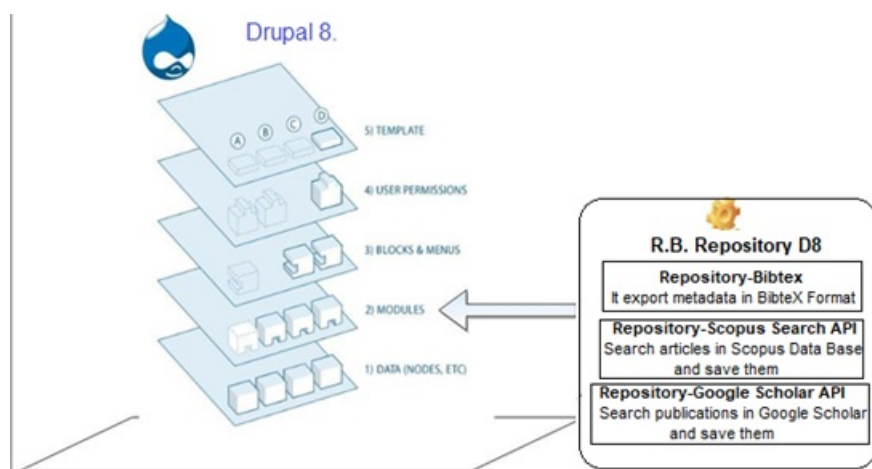 Drupal 8.
A B C D
5) TEMPLATE
4) USER PERMISSIONS
3) BLOCKS & MENUS
2) MODULES
1) DATA (NODES, ETC)
R.B. Repository D8
Repository-Bibtex
It export metadata in BibteX Format
Repository-Scopus Search API
Search articles in Scopus Data Base
and save them
Repository-Google Scholar API
Search publications in Google Scholar
and save them